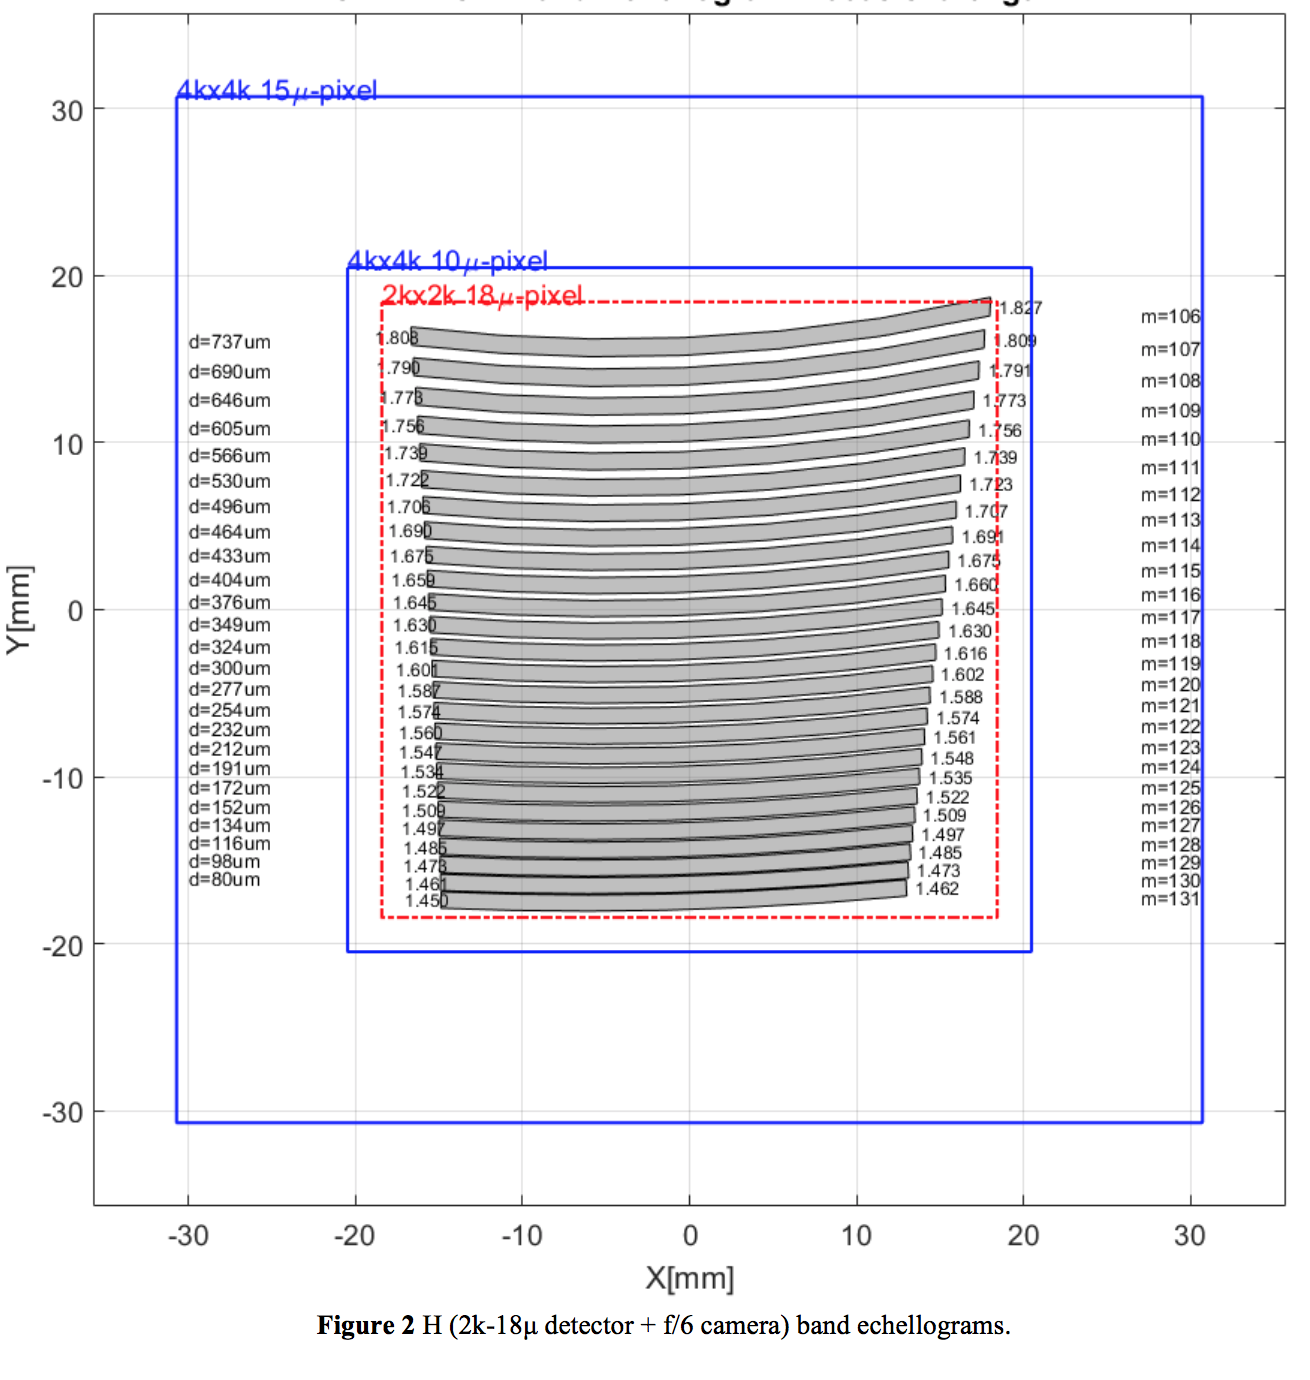 30
20
10
0
-10
-20
-30
Y[mm]
4kx4k 15μ-pixel
4kx4k 10μ-pixel
2kx2k 18μ-pixel
1.808 1.827
1.790 1.809
1.773 1.791
1.756 1.773
1.739 1.756
1.722 1.739
1.706 1.723
1.690 1.707
1.675 1.691
1.659 1.675
1.645 1.660
1.630 1.645
1.615 1.630
1.601 1.616
1.587 1.602
1.574 1.588
1.560 1.574
1.547 1.561
1.534 1.548
1.522 1.535
1.509 1.522
1.497 1.509
1.485 1.497
1.473 1.485
1.461 1.473
1.450 1.462
d=737um
d=690um
d=646um
d=605um
d=566um
d=530um
d=496um
d=464um
d=433um
d=404um
d=376um
d=349um
d=324um
d=300um
d=277um
d=254um
d=232um
d=212um
d=191um
d=172um
d=152um
d=134um
d=116um
d=98um
d=80um
m=106
m=107
m=108
m=109
m=110
m=111
m=112
m=113
m=114
m=115
m=116
m=117
m=118
m=119
m=120
m=121
m=122
m=123
m=124
m=125
m=126
m=127
m=128
m=129
m=130
m=131
-30 -20 -10 0 10 20 30
X[mm]
Figure 2 H (2k-18μ detector + f/6 camera) band echellograms.